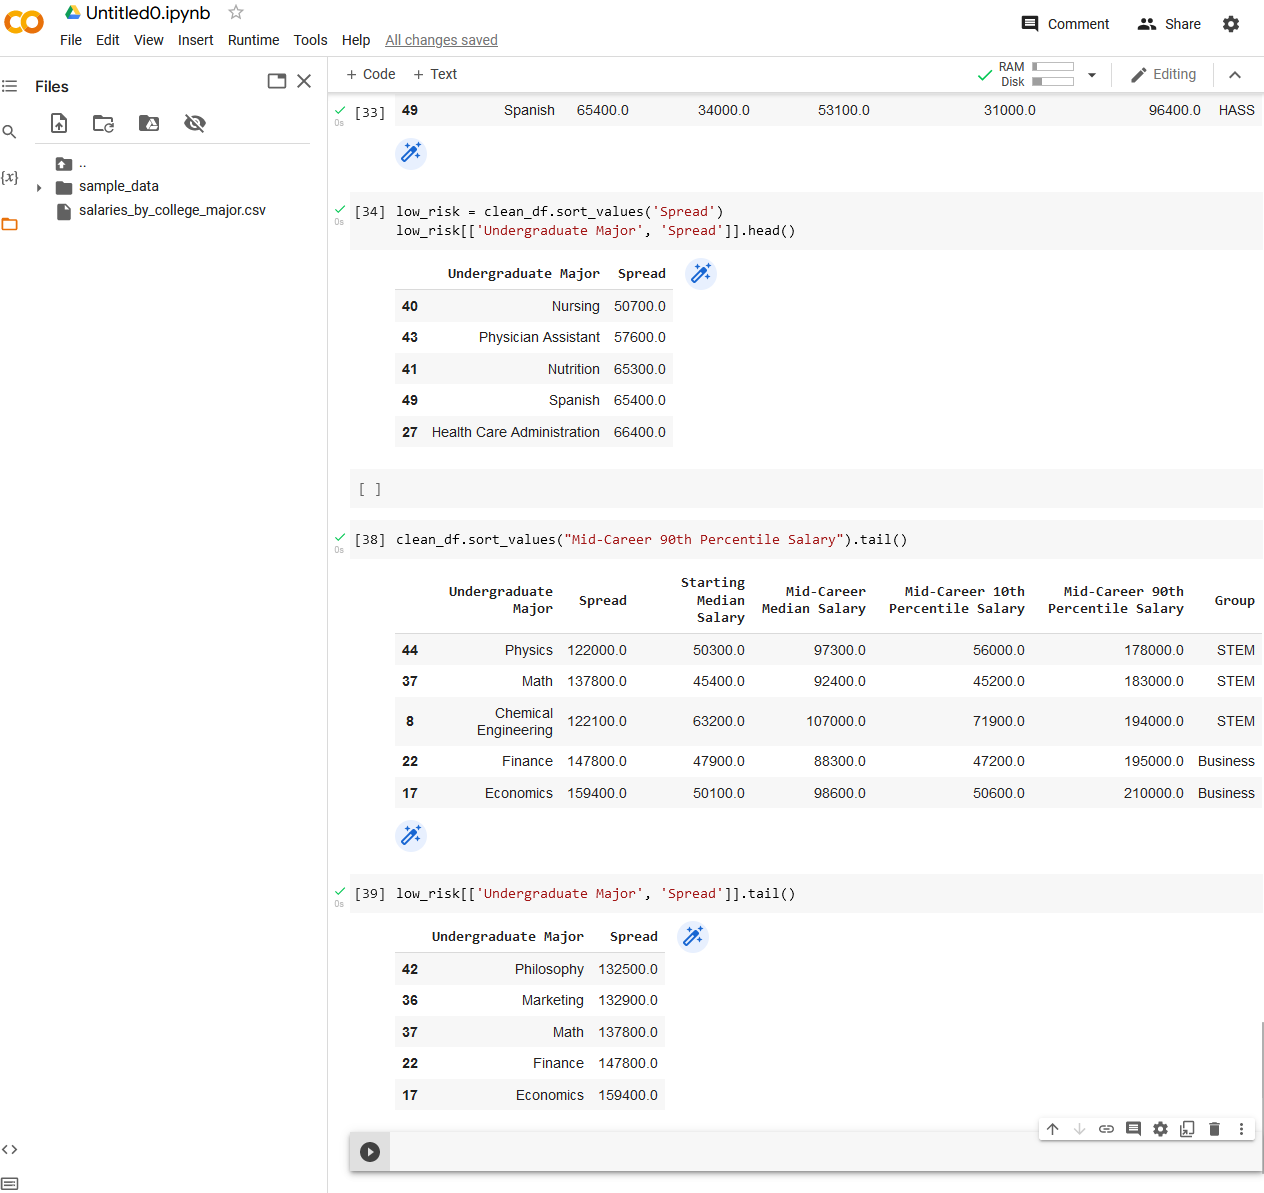 Untitled0.ipynb
File Edit View Insert Runtime Tools Help All changes saved
Comment Share
Files
+ Code + Text
RAM
Disk
Editing
..
sample_data
salaries_by_college_major.csv
{x}
[33] 49 Spanish 65400.0 34000.0 53100.0 31000.0 96400.0 HASS
0s
[34] low_risk = clean_df.sort_values('Spread')
0s
low_risk[['Undergraduate Major', 'Spread']].head()
Undergraduate Major Spread
40 Nursing 50700.0
43 Physician Assistant 57600.0
41 Nutrition 65300.0
49 Spanish 65400.0
27 Health Care Administration 66400.0
[ ]
[38] clean_df.sort_values("Mid-Career 90th Percentile Salary").tail()
0s
Undergraduate Major Spread Starting Median Salary Mid-Career Median Salary Mid-Career 10th Percentile Salary Mid-Career 90th Percentile Salary Group
44 Physics 122000.0 50300.0 97300.0 56000.0 178000.0 STEM
37 Math 137800.0 45400.0 92400.0 45200.0 183000.0 STEM
8 Chemical Engineering 122100.0 63200.0 107000.0 71900.0 194000.0 STEM
22 Finance 147800.0 47900.0 88300.0 47200.0 195000.0 Business
17 Economics 159400.0 50100.0 98600.0 50600.0 210000.0 Business
[39] low_risk[['Undergraduate Major', 'Spread']].tail()
0s
Undergraduate Major Spread
42 Philosophy 132500.0
36 Marketing 132900.0
37 Math 137800.0
22 Finance 147800.0
17 Economics 159400.0